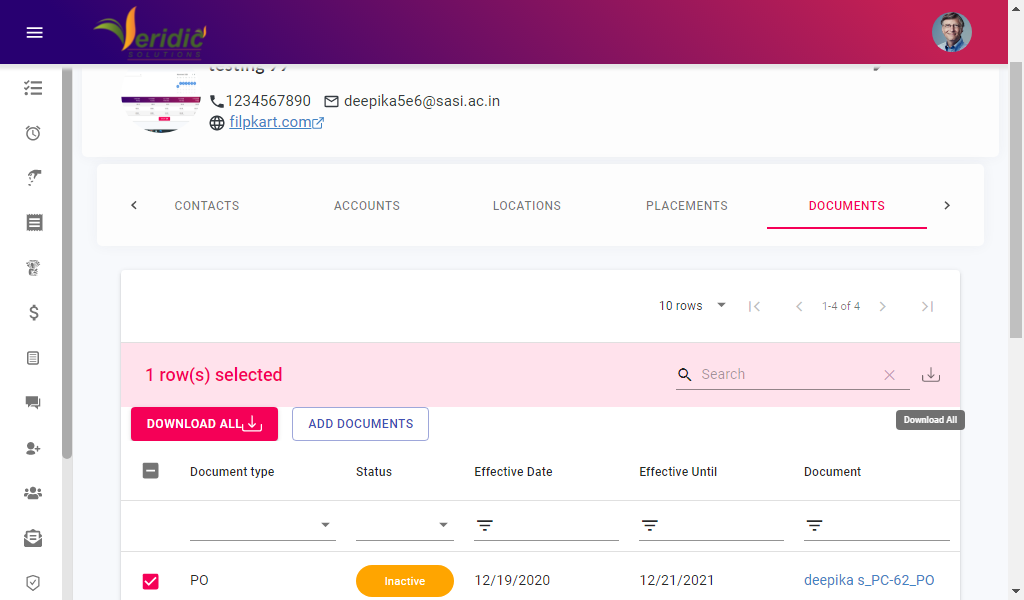 Veridic
SOLUTIONS
testing 99
1234567890 deepika5e6@sasi.ac.in
filpkart.com
CONTACTS ACCOUNTS LOCATIONS PLACEMENTS DOCUMENTS
10 rows 1-4 of 4
1 row(s) selected Search
DOWNLOAD ALL ADD DOCUMENTS Download All
Document type Status Effective Date Effective Until Document
PO Inactive 12/19/2020 12/21/2021 deepika s_PC-62_PO